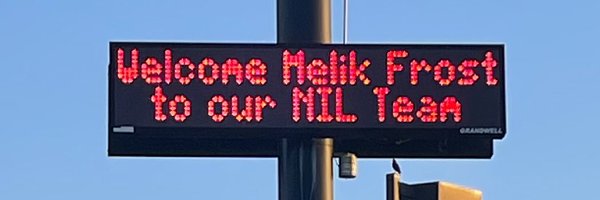 Welcome Melik Frost
to our NIL Team
GRANDWELL